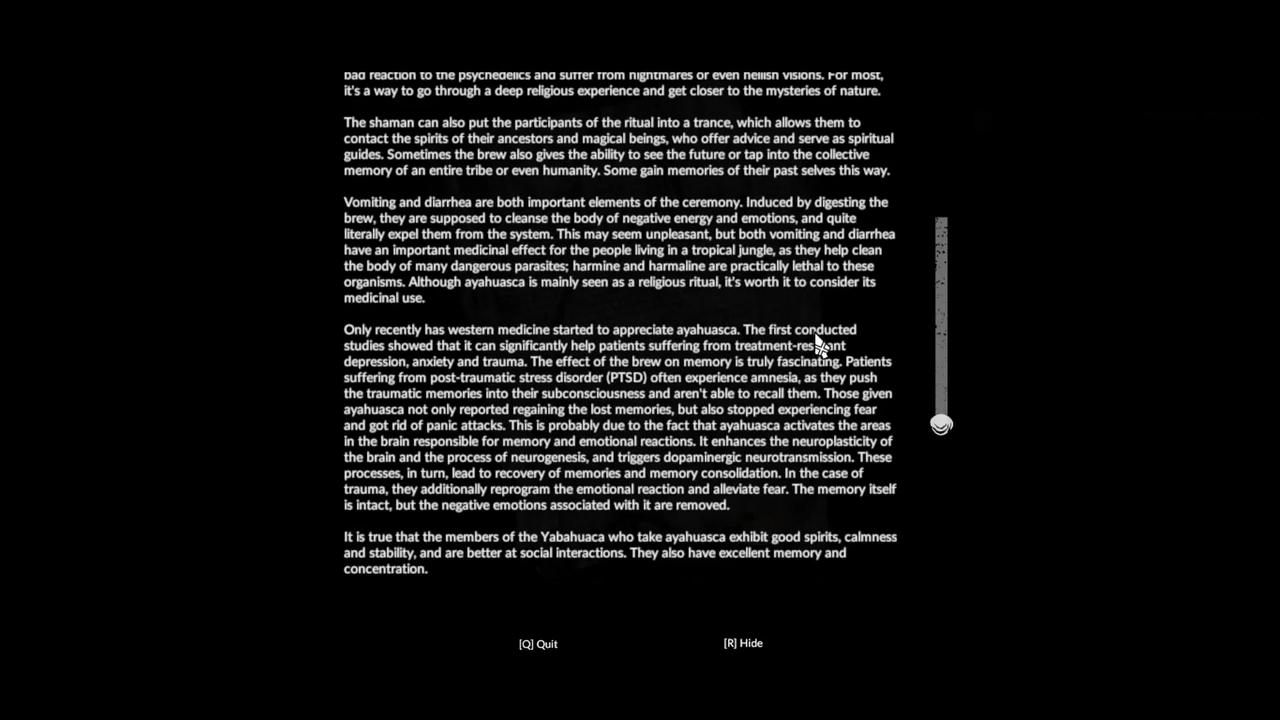 bad reaction to the psychedelics and suffer from nightmares or even hellish visions. For most,
it's a way to go through a deep religious experience and get closer to the mysteries of nature.
The shaman can also put the participants of the ritual into a trance, which allows them to
contact the spirits of their ancestors and magical beings, who offer advice and serve as spiritual
guides. Sometimes the brew also gives the ability to see the future or tap into the collective
memory of an entire tribe or even humanity. Some gain memories of their past selves this way.
Vomiting and diarrhea are both important elements of the ceremony. Induced by digesting the
brew, they are supposed to cleanse the body of negative energy and emotions, and quite
literally expel them from the system. This may seem unpleasant, but both vomiting and diarrhea
have an important medicinal effect for the people living in a tropical jungle, as they help clean
the body of many dangerous parasites; harmine and harmaline are practically lethal to these
organisms. Although ayahuasca is mainly seen as a religious ritual, it's worth it to consider its
medicinal use.
Only recently has western medicine started to appreciate ayahuasca. The first conducted
studies showed that it can significantly help patients suffering from treatment-resistant
depression, anxiety and trauma. The effect of the brew on memory is truly fascinating. Patients
suffering from post-traumatic stress disorder (PTSD) often experience amnesia, as they push
the traumatic memories into their subconsciousness and aren't able to recall them. Those given
ayahuasca not only reported regaining the lost memories, but also stopped experiencing fear
and got rid of panic attacks. This is probably due to the fact that ayahuasca activates the areas
in the brain responsible for memory and emotional reactions. It enhances the neuroplasticity of
the brain and the process of neurogenesis, and triggers dopaminergic neurotransmission. These
processes, in turn, lead to recovery of memories and memory consolidation. In the case of
trauma, they additionally reprogram the emotional reaction and alleviate fear. The memory itself
is intact, but the negative emotions associated with it are removed.
It is true that the members of the Yabahuaca who take ayahuasca exhibit good spirits, calmness
and stability, and are better at social interactions. They also have excellent memory and
concentration.
[Q] Quit
[R] Hide